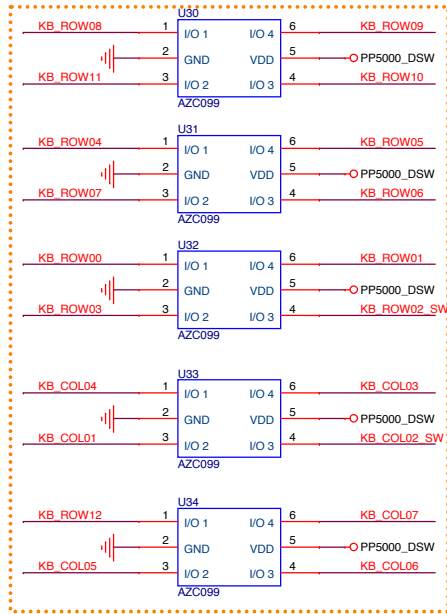 U30
KB_ROW08 1 I/O 1 I/O 4 6 KB_ROW09
2 GND VDD 5 PP5000_DSW
KB_ROW11 3 I/O 2 I/O 3 4 KB_ROW10
AZC099
U31
KB_ROW04 1 I/O 1 I/O 4 6 KB_ROW05
2 GND VDD 5 PP5000_DSW
KB_ROW07 3 I/O 2 I/O 3 4 KB_ROW06
AZC099
U32
KB_ROW00 1 I/O 1 I/O 4 6 KB_ROW01
2 GND VDD 5 PP5000_DSW
KB_ROW03 3 I/O 2 I/O 3 4 KB_ROW02_SW
AZC099
U33
KB_COL04 1 I/O 1 I/O 4 6 KB_COL03
2 GND VDD 5 PP5000_DSW
KB_COL01 3 I/O 2 I/O 3 4 KB_COL02_SW
AZC099
U34
KB_ROW12 1 I/O 1 I/O 4 6 KB_COL07
2 GND VDD 5 PP5000_DSW
KB_COL05 3 I/O 2 I/O 3 4 KB_COL06
AZC099